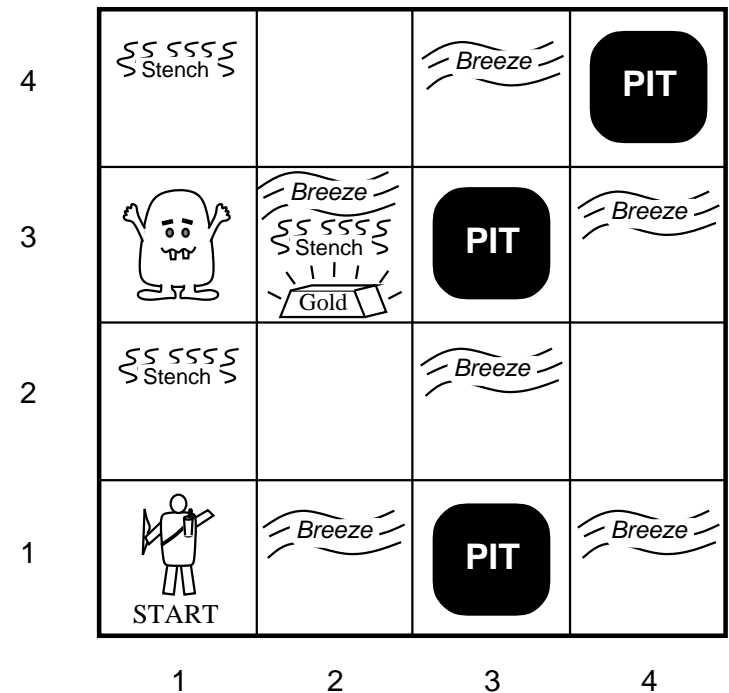 4
Stench
Breeze
PIT
3
Breeze
Stench
Gold
PIT
Breeze
2
Stench
Breeze
1
START
Breeze
PIT
Breeze
1 2 3 4